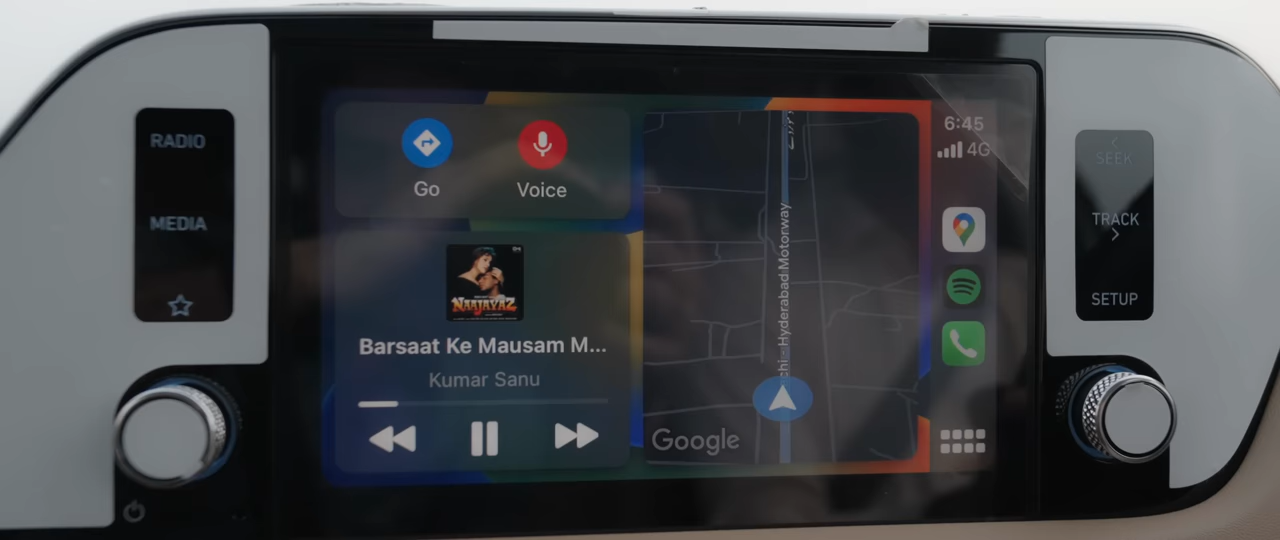 RADIO
MEDIA
Go
Voice
NAAJAYAZ
Barsaat Ke Mausam M...
Kumar Sanu
chi - Hyderabad Motorway
Google
6:45
4G
SEEK
TRACK
SETUP